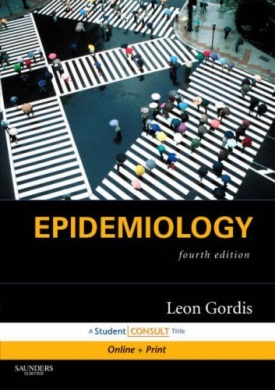 EPIDEMIOLOGY
fourth edition
Leon Gordis
A Student CONSULT Title
Online + Print
SAUNDERS
ELSEVIER